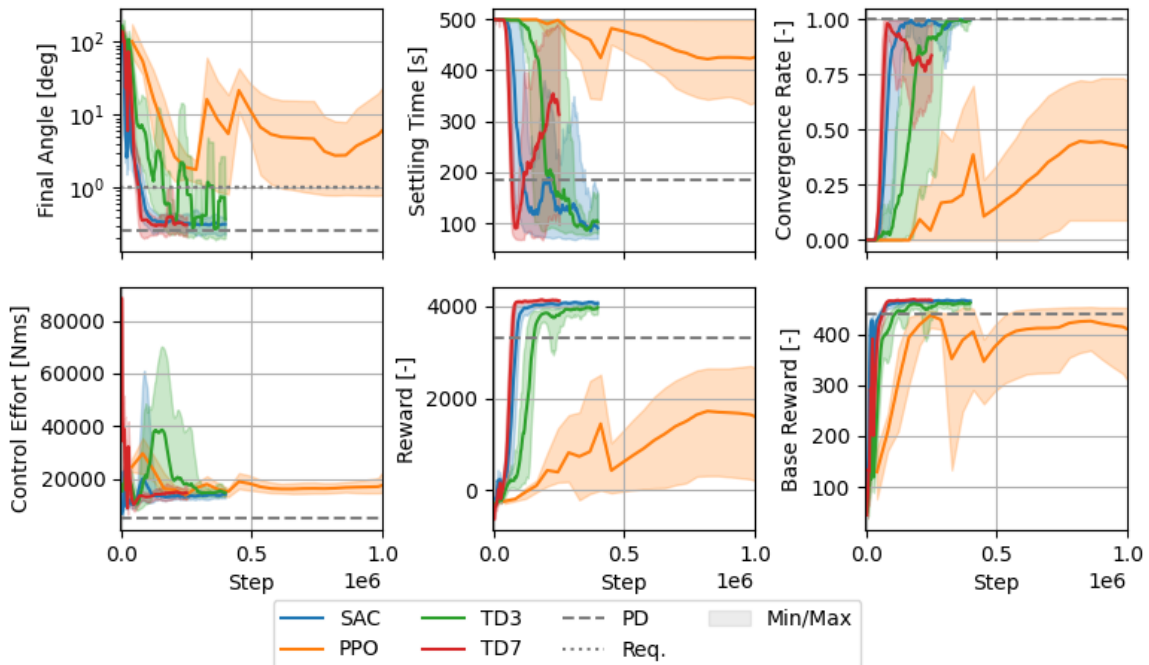 Final Angle [deg]
10²
10¹
10⁰
Settling Time [s]
500
400
300
200
100
Convergence Rate [-]
1.00
0.75
0.50
0.25
0.00
Control Effort [Nms]
80000
60000
40000
20000
0.0
0.5
1.0
Step
1e6
Reward [-]
4000
2000
0
0.0
0.5
1.0
Step
1e6
Base Reward [-]
400
300
200
100
0.0
0.5
1.0
Step
1e6
SAC
TD3
PD
Min/Max
PPO
TD7
Req.